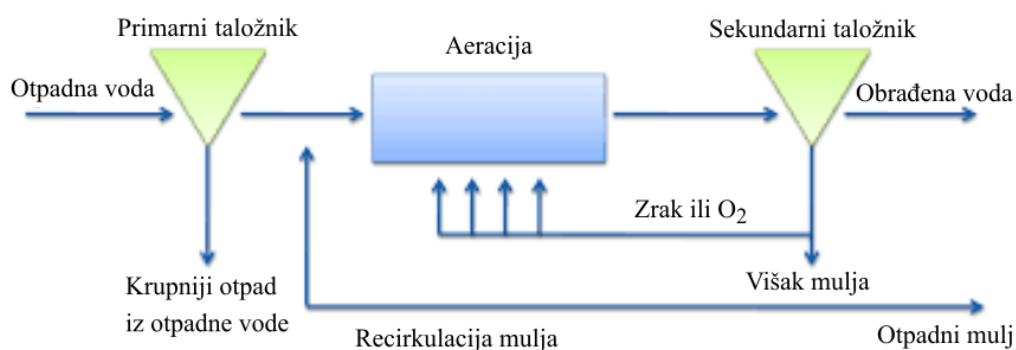 Primarni taložnik
Aeracija
Sekundarni taložnik
Otpadna voda
Obrađena voda
Zrak ili O2
Krupniji otpad
iz otpadne vode
Višak mulja
Recirkulacija mulja
Otpadni mulj